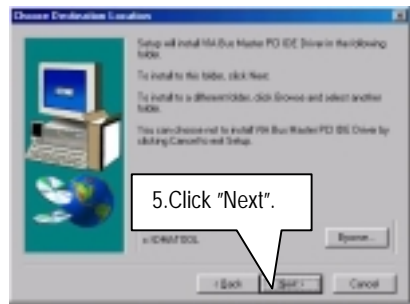 Choose Destination Location
Setup will install VIA Bus Master PCI IDE Driver in the following
folder.
To install to this folder, click Next.
To install to a different folder, click Browse and select another
folder.
You can choose not to install VIA Bus Master PCI IDE Driver by
clicking Cancel to exit Setup.
5.Click "Next".
Browse...
< Back
Next >
Cancel